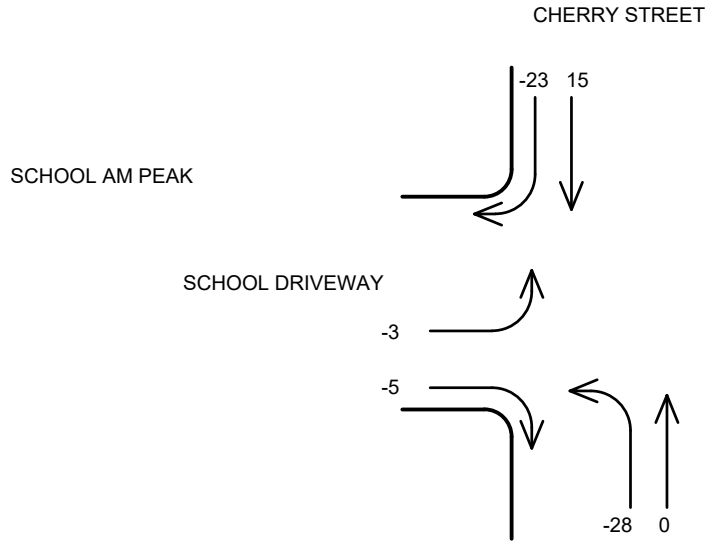 CHERRY STREET
-23 15
SCHOOL AM PEAK
SCHOOL DRIVEWAY
-3
-5
-28 0